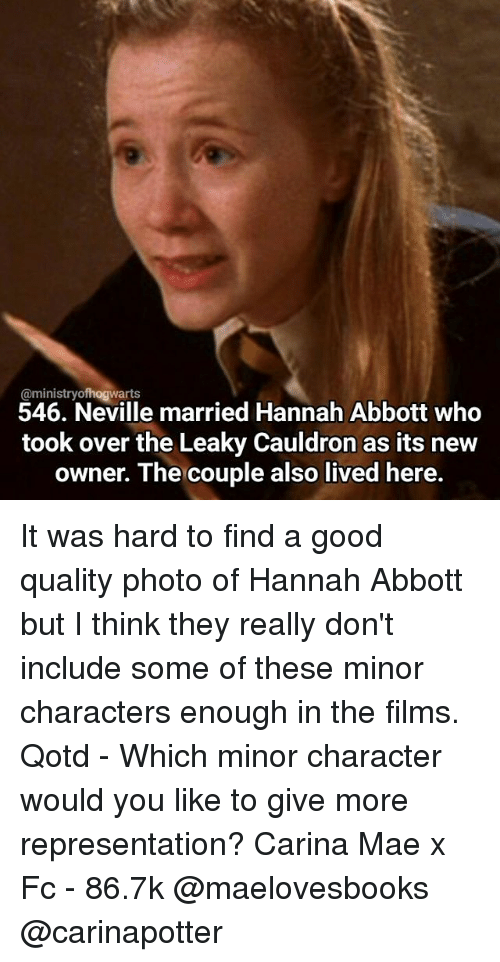 @ministryofhogwarts
546. Neville married Hannah Abbott who
took over the Leaky Cauldron as its new
owner. The couple also lived here.
It was hard to find a good
quality photo of Hannah Abbott
but I think they really don't
include some of these minor
characters enough in the films.
Qotd - Which minor character
would you like to give more
representation? Carina Mae x
Fc - 86.7k @maelovesbooks
@carinapotter